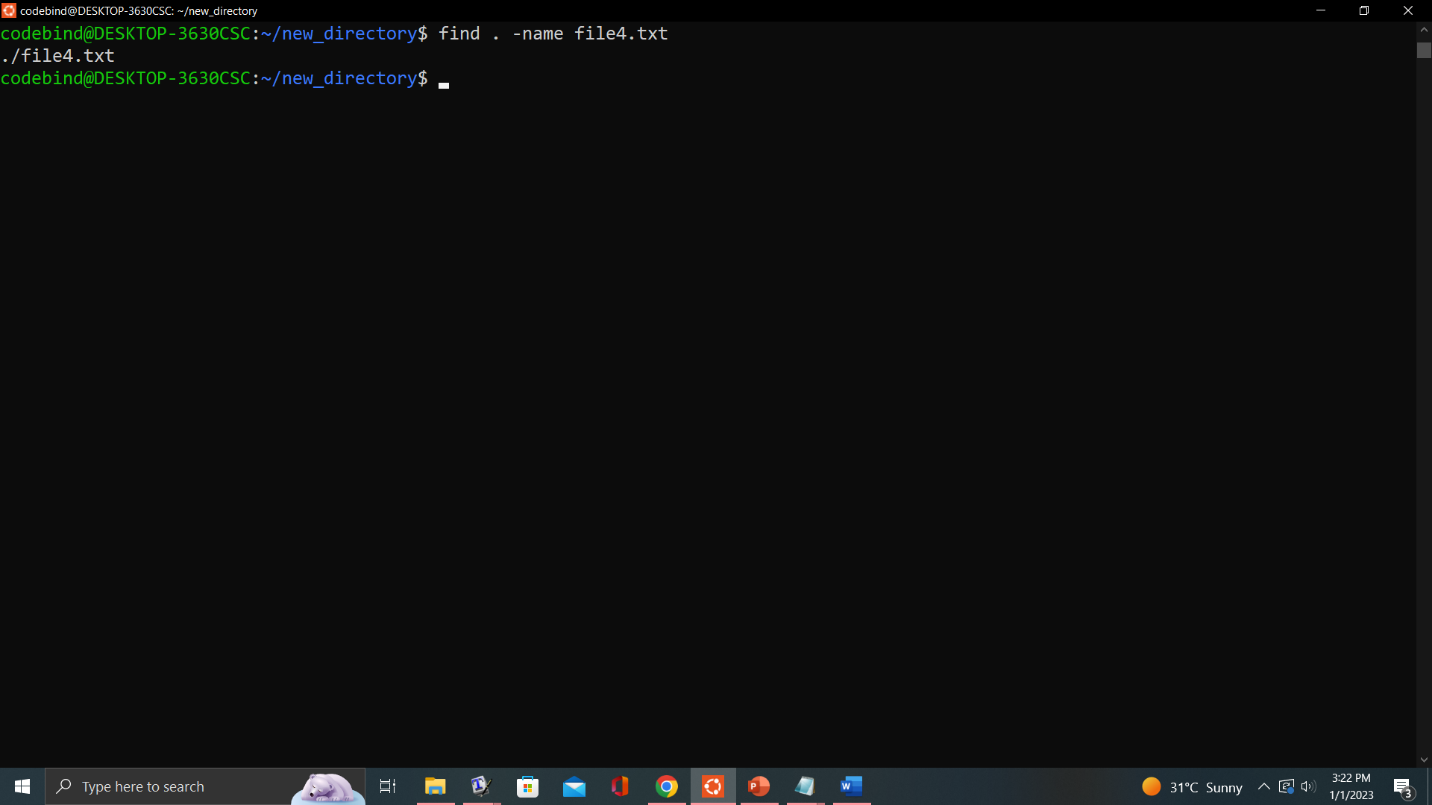 codebind@DESKTOP-3630CSC: ~/new_directory
codebind@DESKTOP-3630CSC:~/new_directory$ find . -name file4.txt
./file4.txt
codebind@DESKTOP-3630CSC:~/new_directory$
Type here to search
31°C Sunny
3:22 PM
1/1/2023
3